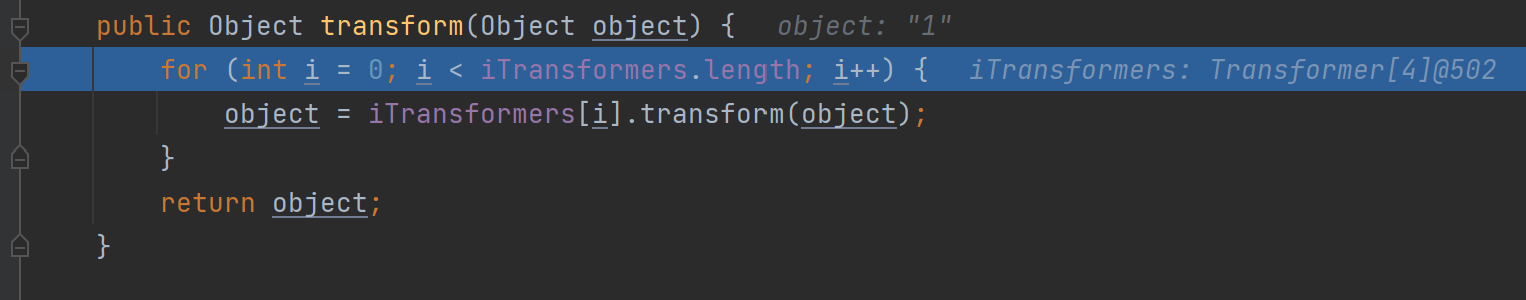 public Object transform(Object object) {   object: "1"
    for (int i = 0; i < iTransformers.length; i++) {   iTransformers: Transformer[4]@502
        object = iTransformers[i].transform(object);
    }
    return object;
}